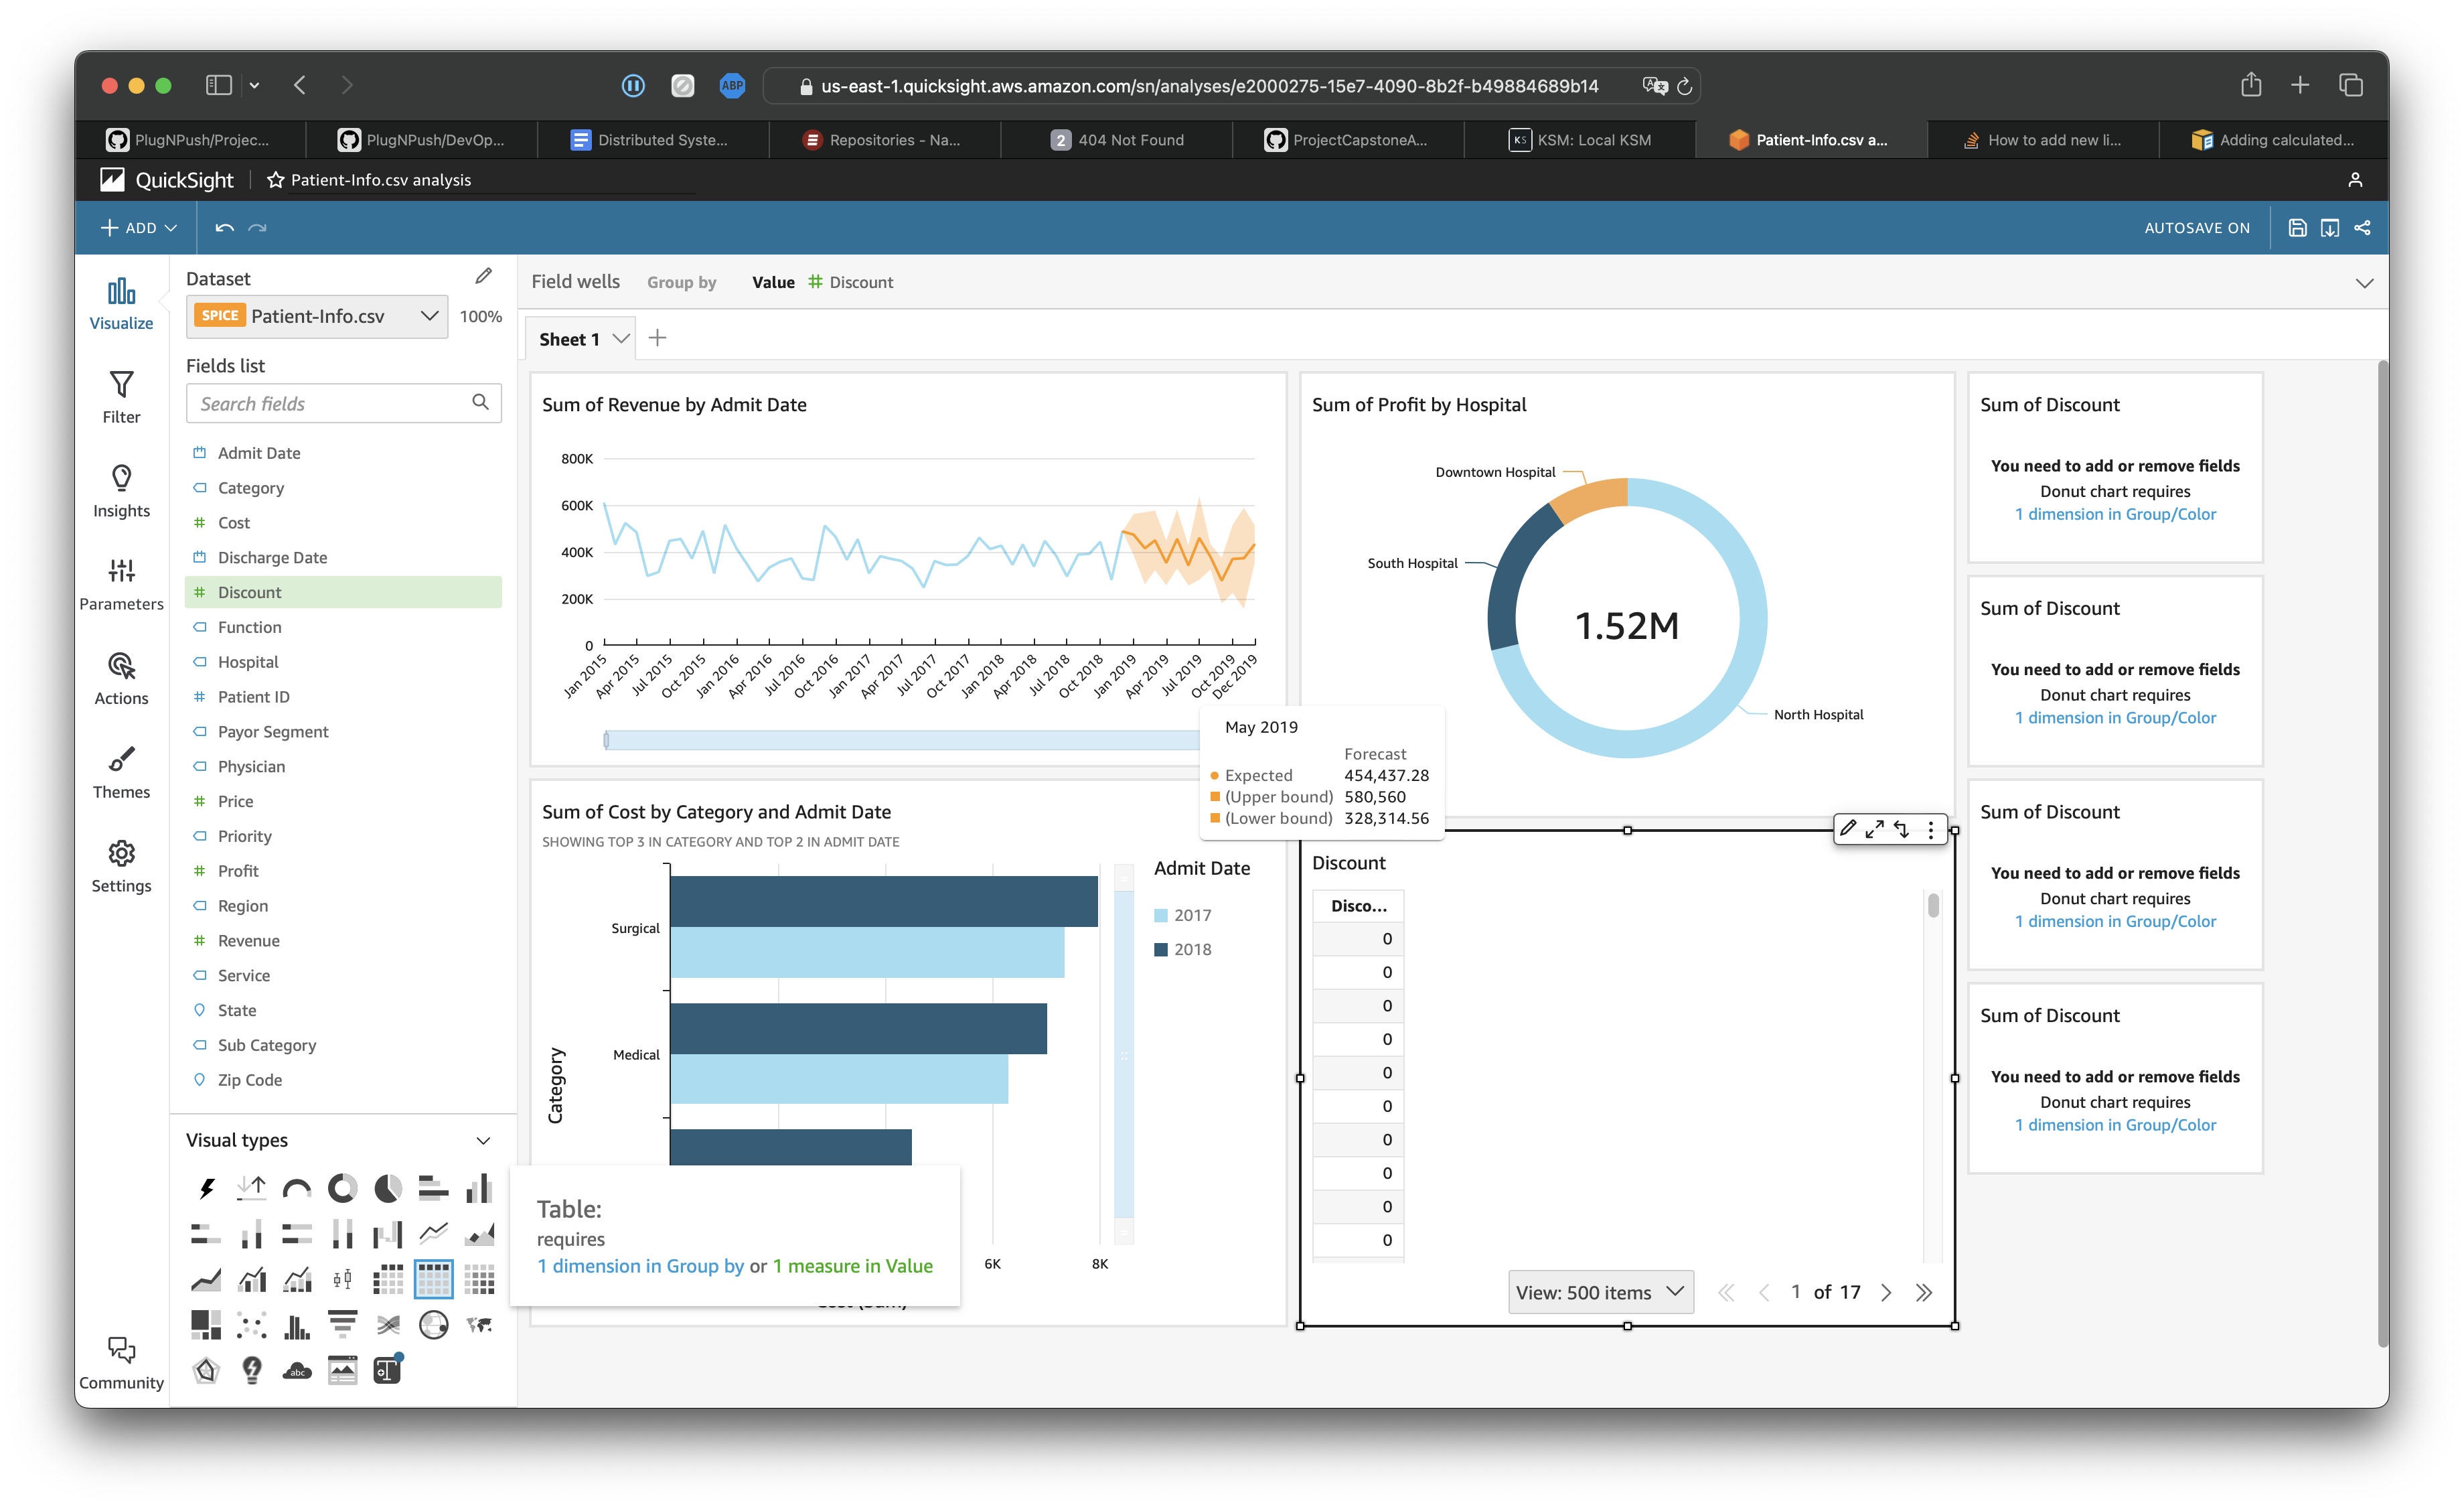 ABP
us-east-1.quicksight.aws.amazon.com/sn/analyses/e2000275-15e7-4090-8b2f-b49884689b14
PlugNPush/Projec...
PlugNPush/DevOp...
Distributed Syste...
Repositories - Na...
2 404 Not Found
ProjectCapstoneA...
KS KSM: Local KSM
Patient-Info.csv a...
How to add new li...
Adding calculated...
QuickSight
Patient-Info.csv analysis
ADD
AUTOSAVE ON
Visualize
Filter
Insights
Parameters
Actions
Themes
Settings
Community
Dataset
SPICE Patient-Info.csv
100%
Fields list
Search fields
Admit Date
Category
Cost
Discharge Date
Discount
Function
Hospital
Patient ID
Payor Segment
Physician
Price
Priority
Profit
Region
Revenue
Service
State
Sub Category
Zip Code
Visual types
abc
Field wells
Group by
Value # Discount
Sheet 1
Sum of Revenue by Admit Date
800K
600K
400K
200K
0
Jan 2015
Apr 2015
Jul 2015
Oct 2015
Jan 2016
Apr 2016
Jul 2016
Oct 2016
Jan 2017
Apr 2017
Jul 2017
Oct 2017
Jan 2018
Apr 2018
Jul 2018
Oct 2018
Jan 2019
Apr 2019
Jul 2019
Oct 2019
Dec 2019
May 2019
Forecast
Expected 454,437.28
(Upper bound) 580,560
(Lower bound) 328,314.56
Sum of Profit by Hospital
Downtown Hospital
South Hospital
1.52M
North Hospital
Sum of Cost by Category and Admit Date
SHOWING TOP 3 IN CATEGORY AND TOP 2 IN ADMIT DATE
Category
Surgical
Medical
6K
8K
Admit Date
2017
2018
Table:
requires
1 dimension in Group by or 1 measure in Value
Discount
Disco...
0
0
0
0
0
0
0
0
0
0
View: 500 items
1 of 17
Sum of Discount
You need to add or remove fields
Donut chart requires
1 dimension in Group/Color
Sum of Discount
You need to add or remove fields
Donut chart requires
1 dimension in Group/Color
Sum of Discount
You need to add or remove fields
Donut chart requires
1 dimension in Group/Color
Sum of Discount
You need to add or remove fields
Donut chart requires
1 dimension in Group/Color